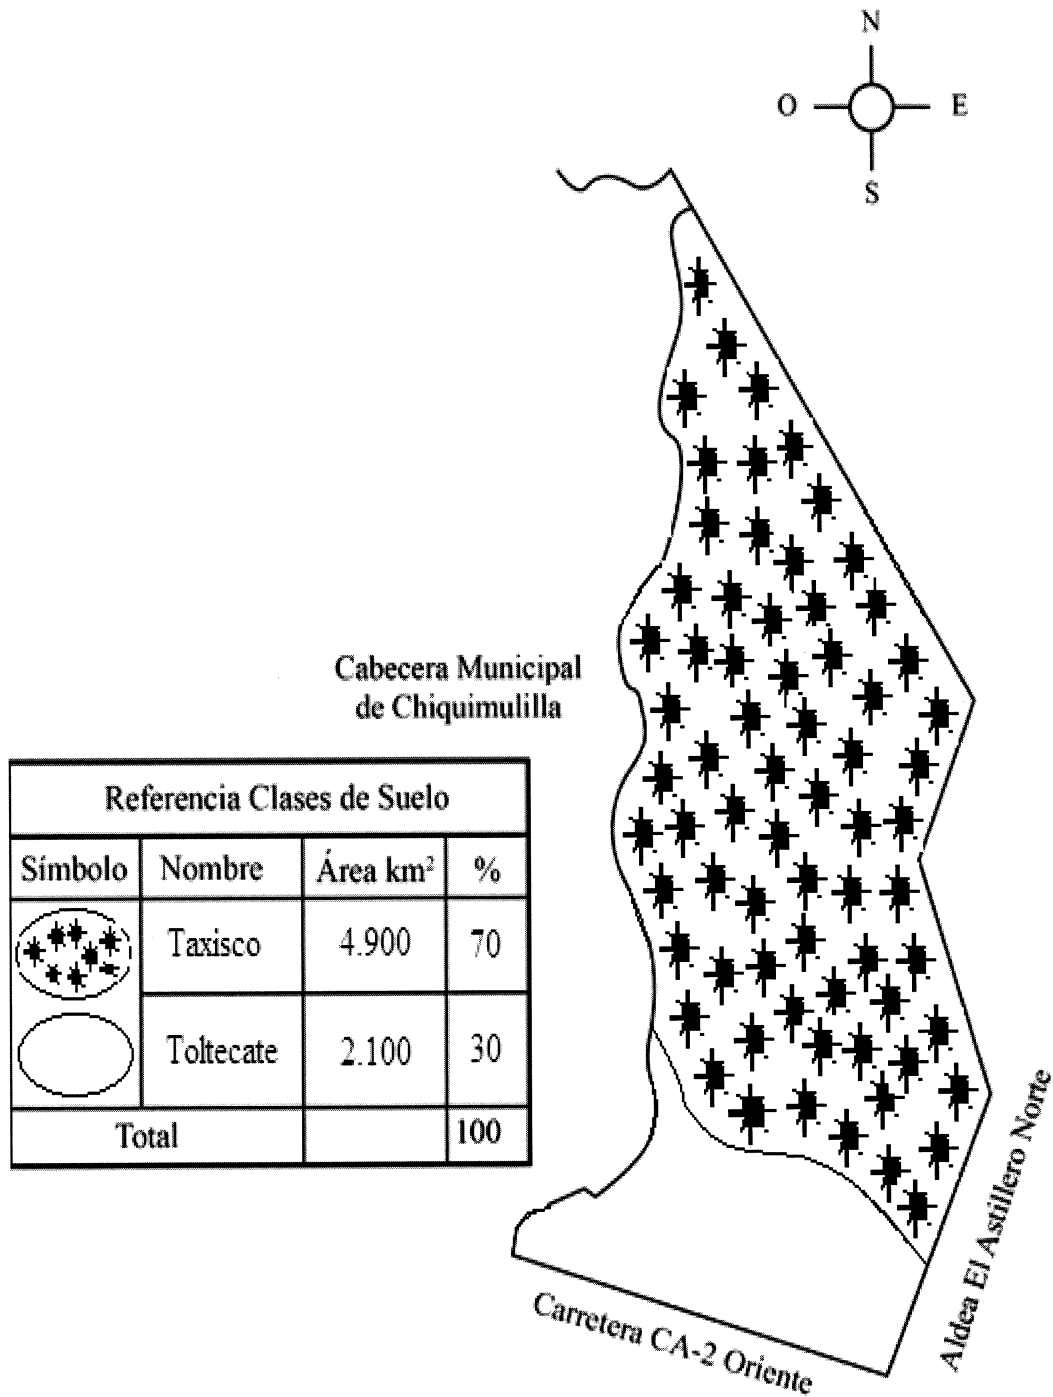 N
O E
S
Cabecera Municipal
de Chiquimulilla
Referencia Clases de Suelo
Símbolo Nombre Área km² %
Taxisco 4.900 70
Toltecate 2.100 30
Total 100
Aldea El Astillero Norte
Carretera CA-2 Oriente